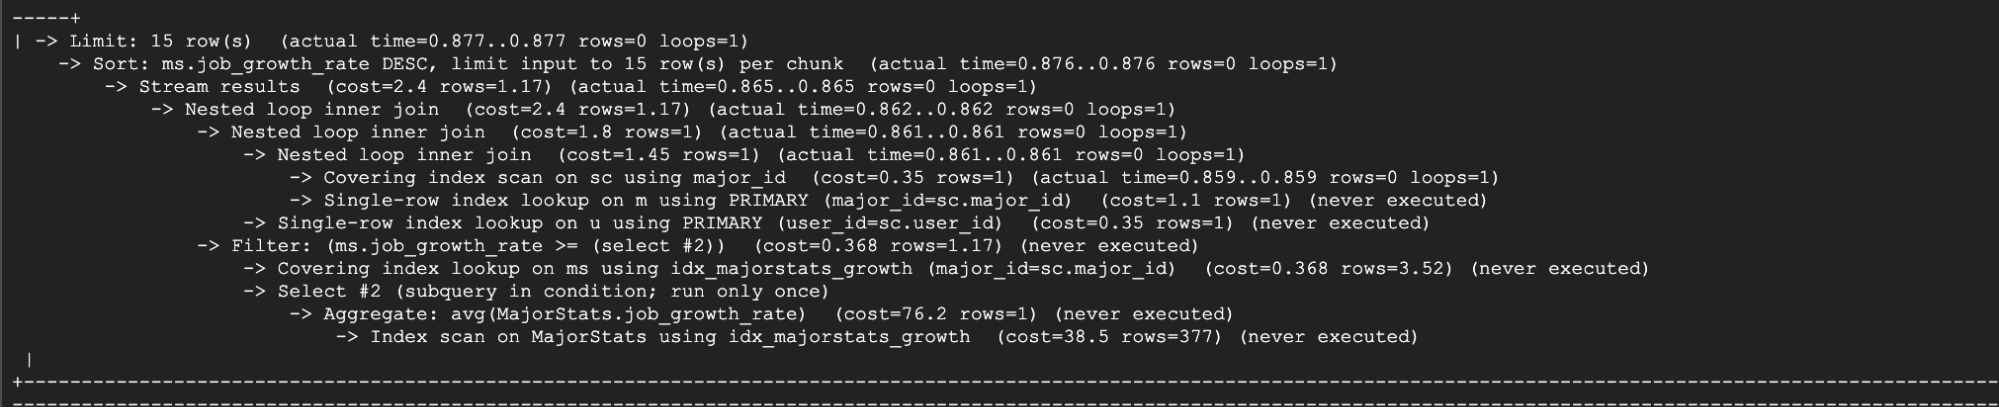 -----+
| -> Limit: 15 row(s)  (actual time=0.877..0.877 rows=0 loops=1)
    -> Sort: ms.job_growth_rate DESC, limit input to 15 row(s) per chunk  (actual time=0.876..0.876 rows=0 loops=1)
        -> Stream results  (cost=2.4 rows=1.17) (actual time=0.865..0.865 rows=0 loops=1)
            -> Nested loop inner join  (cost=2.4 rows=1.17) (actual time=0.862..0.862 rows=0 loops=1)
                -> Nested loop inner join  (cost=1.8 rows=1) (actual time=0.861..0.861 rows=0 loops=1)
                    -> Nested loop inner join  (cost=1.45 rows=1) (actual time=0.861..0.861 rows=0 loops=1)
                        -> Covering index scan on sc using major_id  (cost=0.35 rows=1) (actual time=0.859..0.859 rows=0 loops=1)
                        -> Single-row index lookup on m using PRIMARY (major_id=sc.major_id)  (cost=1.1 rows=1) (never executed)
                    -> Single-row index lookup on u using PRIMARY (user_id=sc.user_id)  (cost=0.35 rows=1) (never executed)
                -> Filter: (ms.job_growth_rate >= (select #2))  (cost=0.368 rows=1.17) (never executed)
                    -> Covering index lookup on ms using idx_majorstats_growth (major_id=sc.major_id)  (cost=0.368 rows=3.52) (never executed)
                    -> Select #2 (subquery in condition; run only once)
                        -> Aggregate: avg(MajorStats.job_growth_rate)  (cost=76.2 rows=1) (never executed)
                            -> Index scan on MajorStats using idx_majorstats_growth  (cost=38.5 rows=377) (never executed)
 |
+------------------------------------------------------------------------------------------------------------------------------------------------------------------------------
-------------------------------------------------------------------------------------------------------------------------------------------------------------------------------